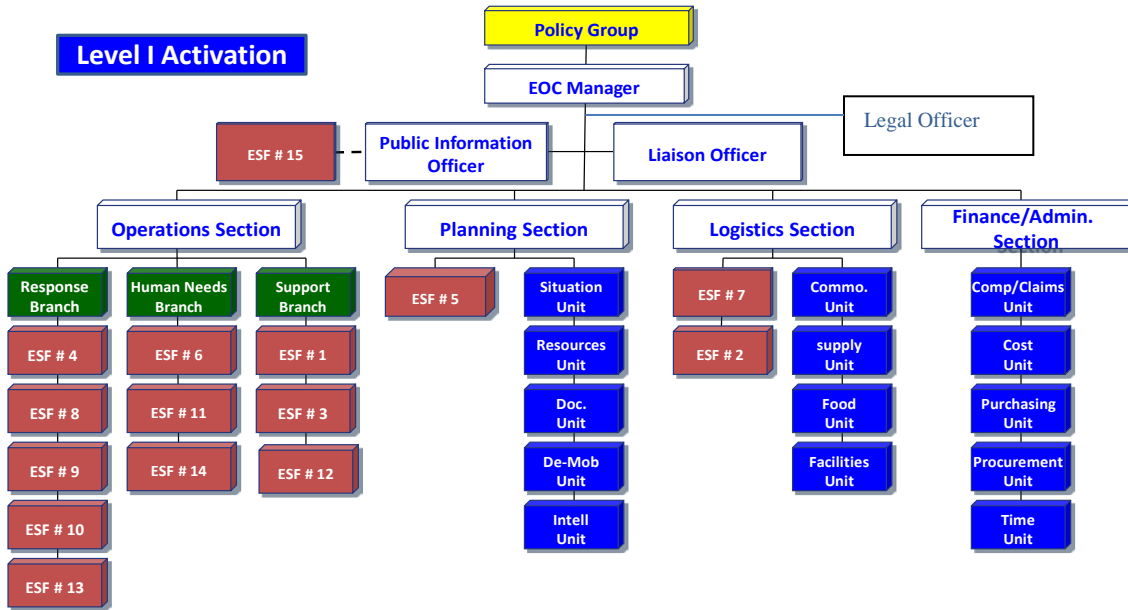 Policy Group
Level I Activation
EOC Manager
Legal Officer
ESF # 15
Public Information
Officer
Liaison Officer
Operations Section
Planning Section
Logistics Section
Finance/Admin.
Section
Response
Branch
Human Needs
Branch
Support
Branch
ESF # 5
Situation
Unit
ESF # 7
Commo.
Unit
Comp/Claims
Unit
ESF # 4
ESF # 6
ESF # 1
Resources
Unit
ESF # 2
supply
Unit
Cost
Unit
ESF # 8
ESF # 11
ESF # 3
Doc.
Unit
Food
Unit
Purchasing
Unit
ESF # 9
ESF # 14
ESF # 12
De-Mob
Unit
Facilities
Unit
Procurement
Unit
ESF # 10
Intell
Unit
Time
Unit
ESF # 13